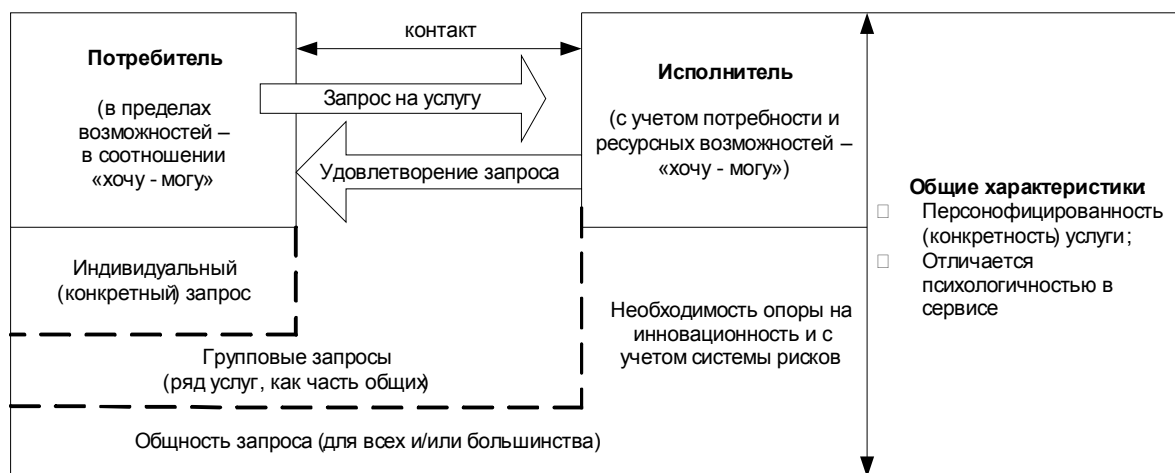 контакт
Потребитель
(в пределах
возможностей –
в соотношении
«хочу - могу»
Запрос на услугу
Удовлетворение запроса
Исполнитель
(с учетом потребности и
ресурсных возможностей –
«хочу - могу»)
Общие характеристики:
Персонофицированность
(конкретность) услуги;
Отличается
психологичностью в
сервисе
Индивидуальный
(конкретный) запрос
Необходимость опоры на
инновационность и с
учетом системы рисков
Групповые запросы
(ряд услуг, как часть общих)
Общность запроса (для всех и/или большинства)